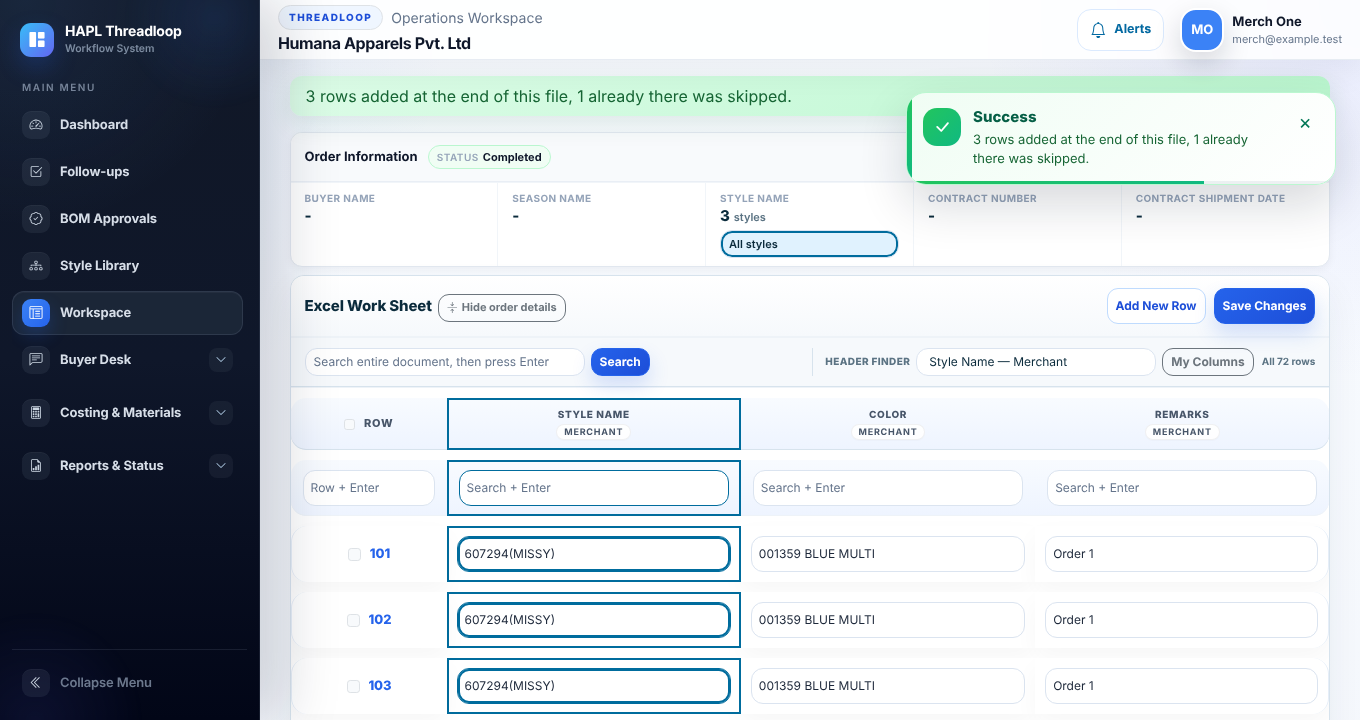 HAPL Threadloop
Workflow System
MAIN MENU
Dashboard
Follow-ups
BOM Approvals
Style Library
Workspace
Buyer Desk
Costing & Materials
Reports & Status
Collapse Menu
THREADLOOP
Operations Workspace
Humana Apparels Pvt. Ltd
Alerts
MO
Merch One
merch@example.test
3 rows added at the end of this file, 1 already there was skipped.
Success
3 rows added at the end of this file, 1 already
there was skipped.
Order Information
STATUS Completed
BUYER NAME
-
SEASON NAME
-
STYLE NAME
3 styles
All styles
CONTRACT NUMBER
-
CONTRACT SHIPMENT DATE
-
Excel Work Sheet
Hide order details
Add New Row
Save Changes
Search entire document, then press Enter
Search
HEADER FINDER
Style Name — Merchant
My Columns
All 72 rows
ROW
STYLE NAME
MERCHANT
COLOR
MERCHANT
REMARKS
MERCHANT
Row + Enter
Search + Enter
Search + Enter
Search + Enter
101
607294(MISSY)
001359 BLUE MULTI
Order 1
102
607294(MISSY)
001359 BLUE MULTI
Order 1
103
607294(MISSY)
001359 BLUE MULTI
Order 1